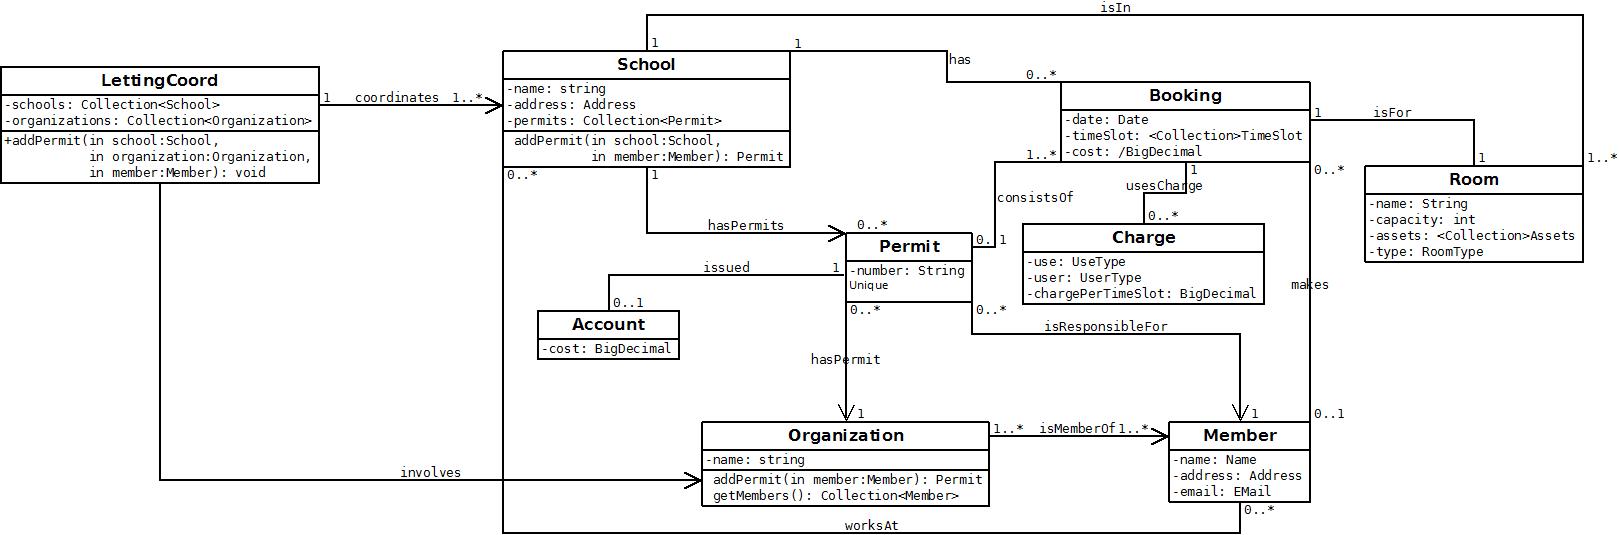 isIn
1
1
has
0..*
LettingCoord
-schools: Collection<School>
-organizations: Collection<Organization>
+addPermit(in school:School,
in organization:Organization,
in member:Member): void
1 coordinates 1..*
School
-name: string
-address: Address
-permits: Collection<Permit>
addPermit(in school:School,
in member:Member): Permit
Booking
-date: Date
-timeSlot: <Collection>TimeSlot
-cost: /BigDecimal
1
isFor
1
1..*
Room
-name: String
-capacity: int
-assets: <Collection>Assets
-type: RoomType
0..*
1
1..*
consistsOf
1
usesCharge
0..*
0..*
Charge
-use: UseType
-user: UserType
-chargePerTimeSlot: BigDecimal
hasPermits
0..*
0..1
Permit
-number: String
Unique
issued
1
0..1
Account
-cost: BigDecimal
0..*
0..*
isResponsibleFor
makes
hasPermit
1
1
0..1
Organization
-name: string
addPermit(in member:Member): Permit
getMembers(): Collection<Member>
1..* isMemberOf 1..*
Member
-name: Name
-address: Address
-email: EMail
involves
0..*
worksAt